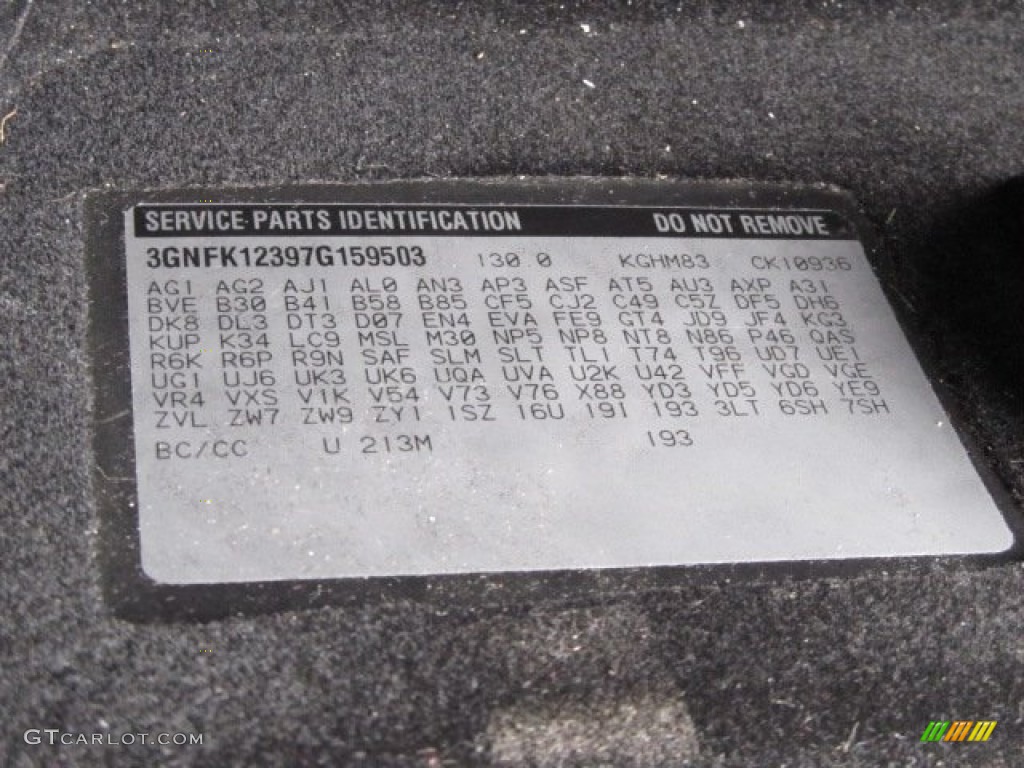 SERVICE PARTS IDENTIFICATION DO NOT REMOVE
3GNFK12397G159503 130 0 KGHM83 CK10936
AG1 AG2 AJ1 AL0 AN3 AP3 ASF AT5 AU3 AXP A31
BVE B30 B41 B58 B85 CF5 CJ2 C49 C5Z DF5 DH6
DK8 DL3 DT3 D07 EN4 EVA FE9 GT4 JD9 JF4 KG3
KUP K34 LC9 MSL M30 NP5 NP8 NT8 N86 P46 QAS
R6K R6P R9N SAF SLM SLT TL1 T74 T96 UD7 UE1
UG1 UJ6 UK3 UK6 UQA UVA U2K U42 VFF VGD VGE
VR4 VXS V1K V54 V73 V76 X88 YD3 YD5 YD6 YE9
ZVL ZW7 ZW9 ZY1 1SZ 16U 19I 193 3LT 6SH 7SH
BC/CC U 213M 193
GTCARLOT.COM